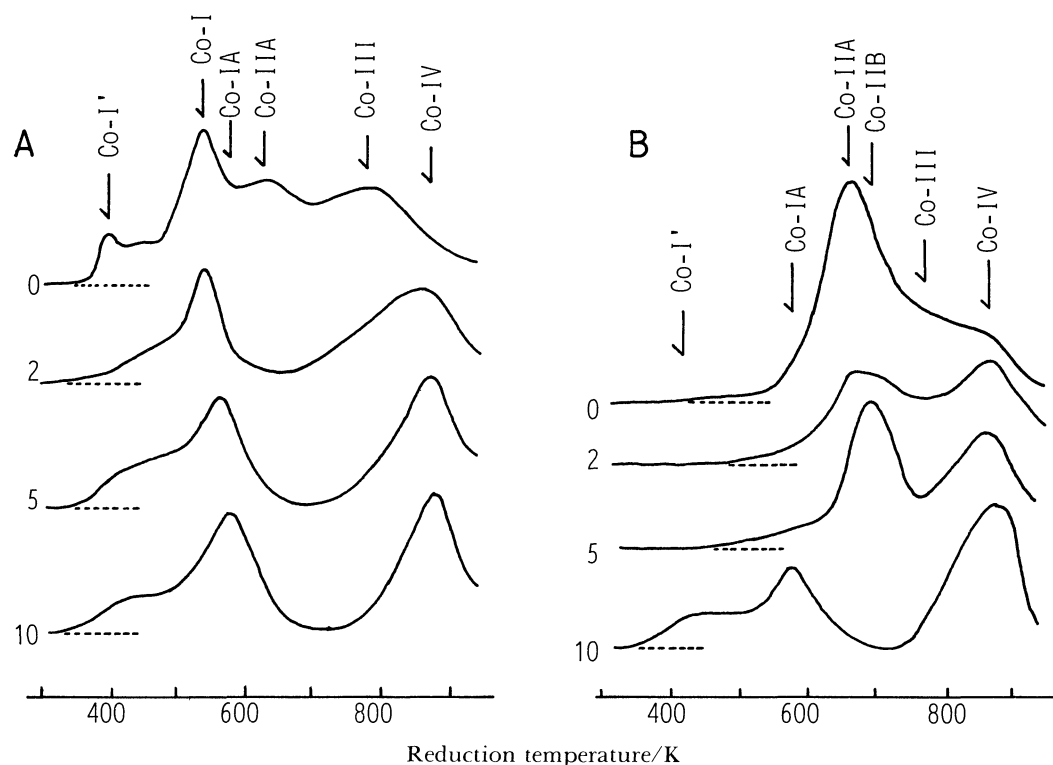 A
Co-I'
Co-I
Co-IA
Co-IIA
Co-III
Co-IV
0
2
5
10
400 600 800
B
Co-I'
Co-IA
Co-IIA
Co-IIB
Co-III
Co-IV
0
2
5
10
400 600 800
Reduction temperature/K